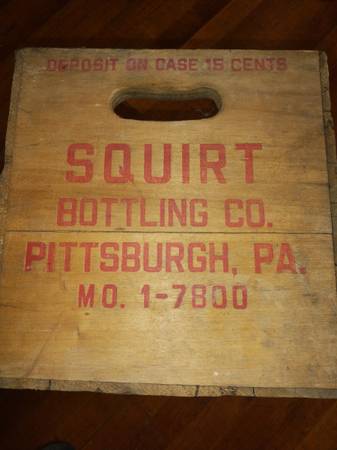 DEPOSIT ON CASE 15 CENTS
SQUIRT
BOTTLING CO.
PITTSBURGH, PA.
MO. 1-7800